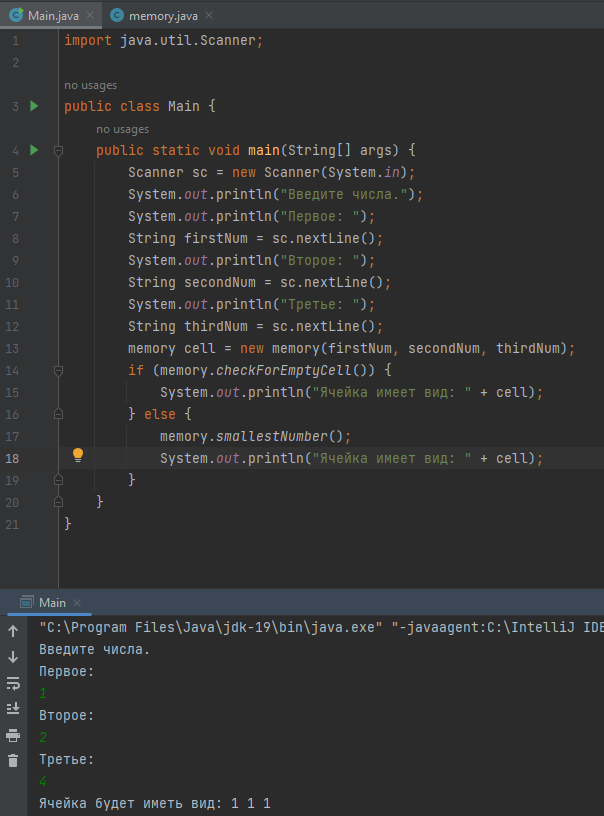 Main.java memory.java
1 import java.util.Scanner;
2
no usages
3 public class Main {
no usages
4 public static void main(String[] args) {
5 Scanner sc = new Scanner(System.in);
6 System.out.println("Введите числа.");
7 System.out.println("Первое: ");
8 String firstNum = sc.nextLine();
9 System.out.println("Второе: ");
10 String secondNum = sc.nextLine();
11 System.out.println("Третье: ");
12 String thirdNum = sc.nextLine();
13 memory cell = new memory(firstNum, secondNum, thirdNum);
14 if (memory.checkForEmptyCell()) {
15 System.out.println("Ячейка имеет вид: " + cell);
16 } else {
17 memory.smallestNumber();
18 System.out.println("Ячейка имеет вид: " + cell);
19 }
20 }
21 }
Main
"C:\Program Files\Java\jdk-19\bin\java.exe" "-javaagent:C:\IntelliJ IDE
Введите числа.
Первое:
1
Второе:
2
Третье:
4
Ячейка будет иметь вид: 1 1 1